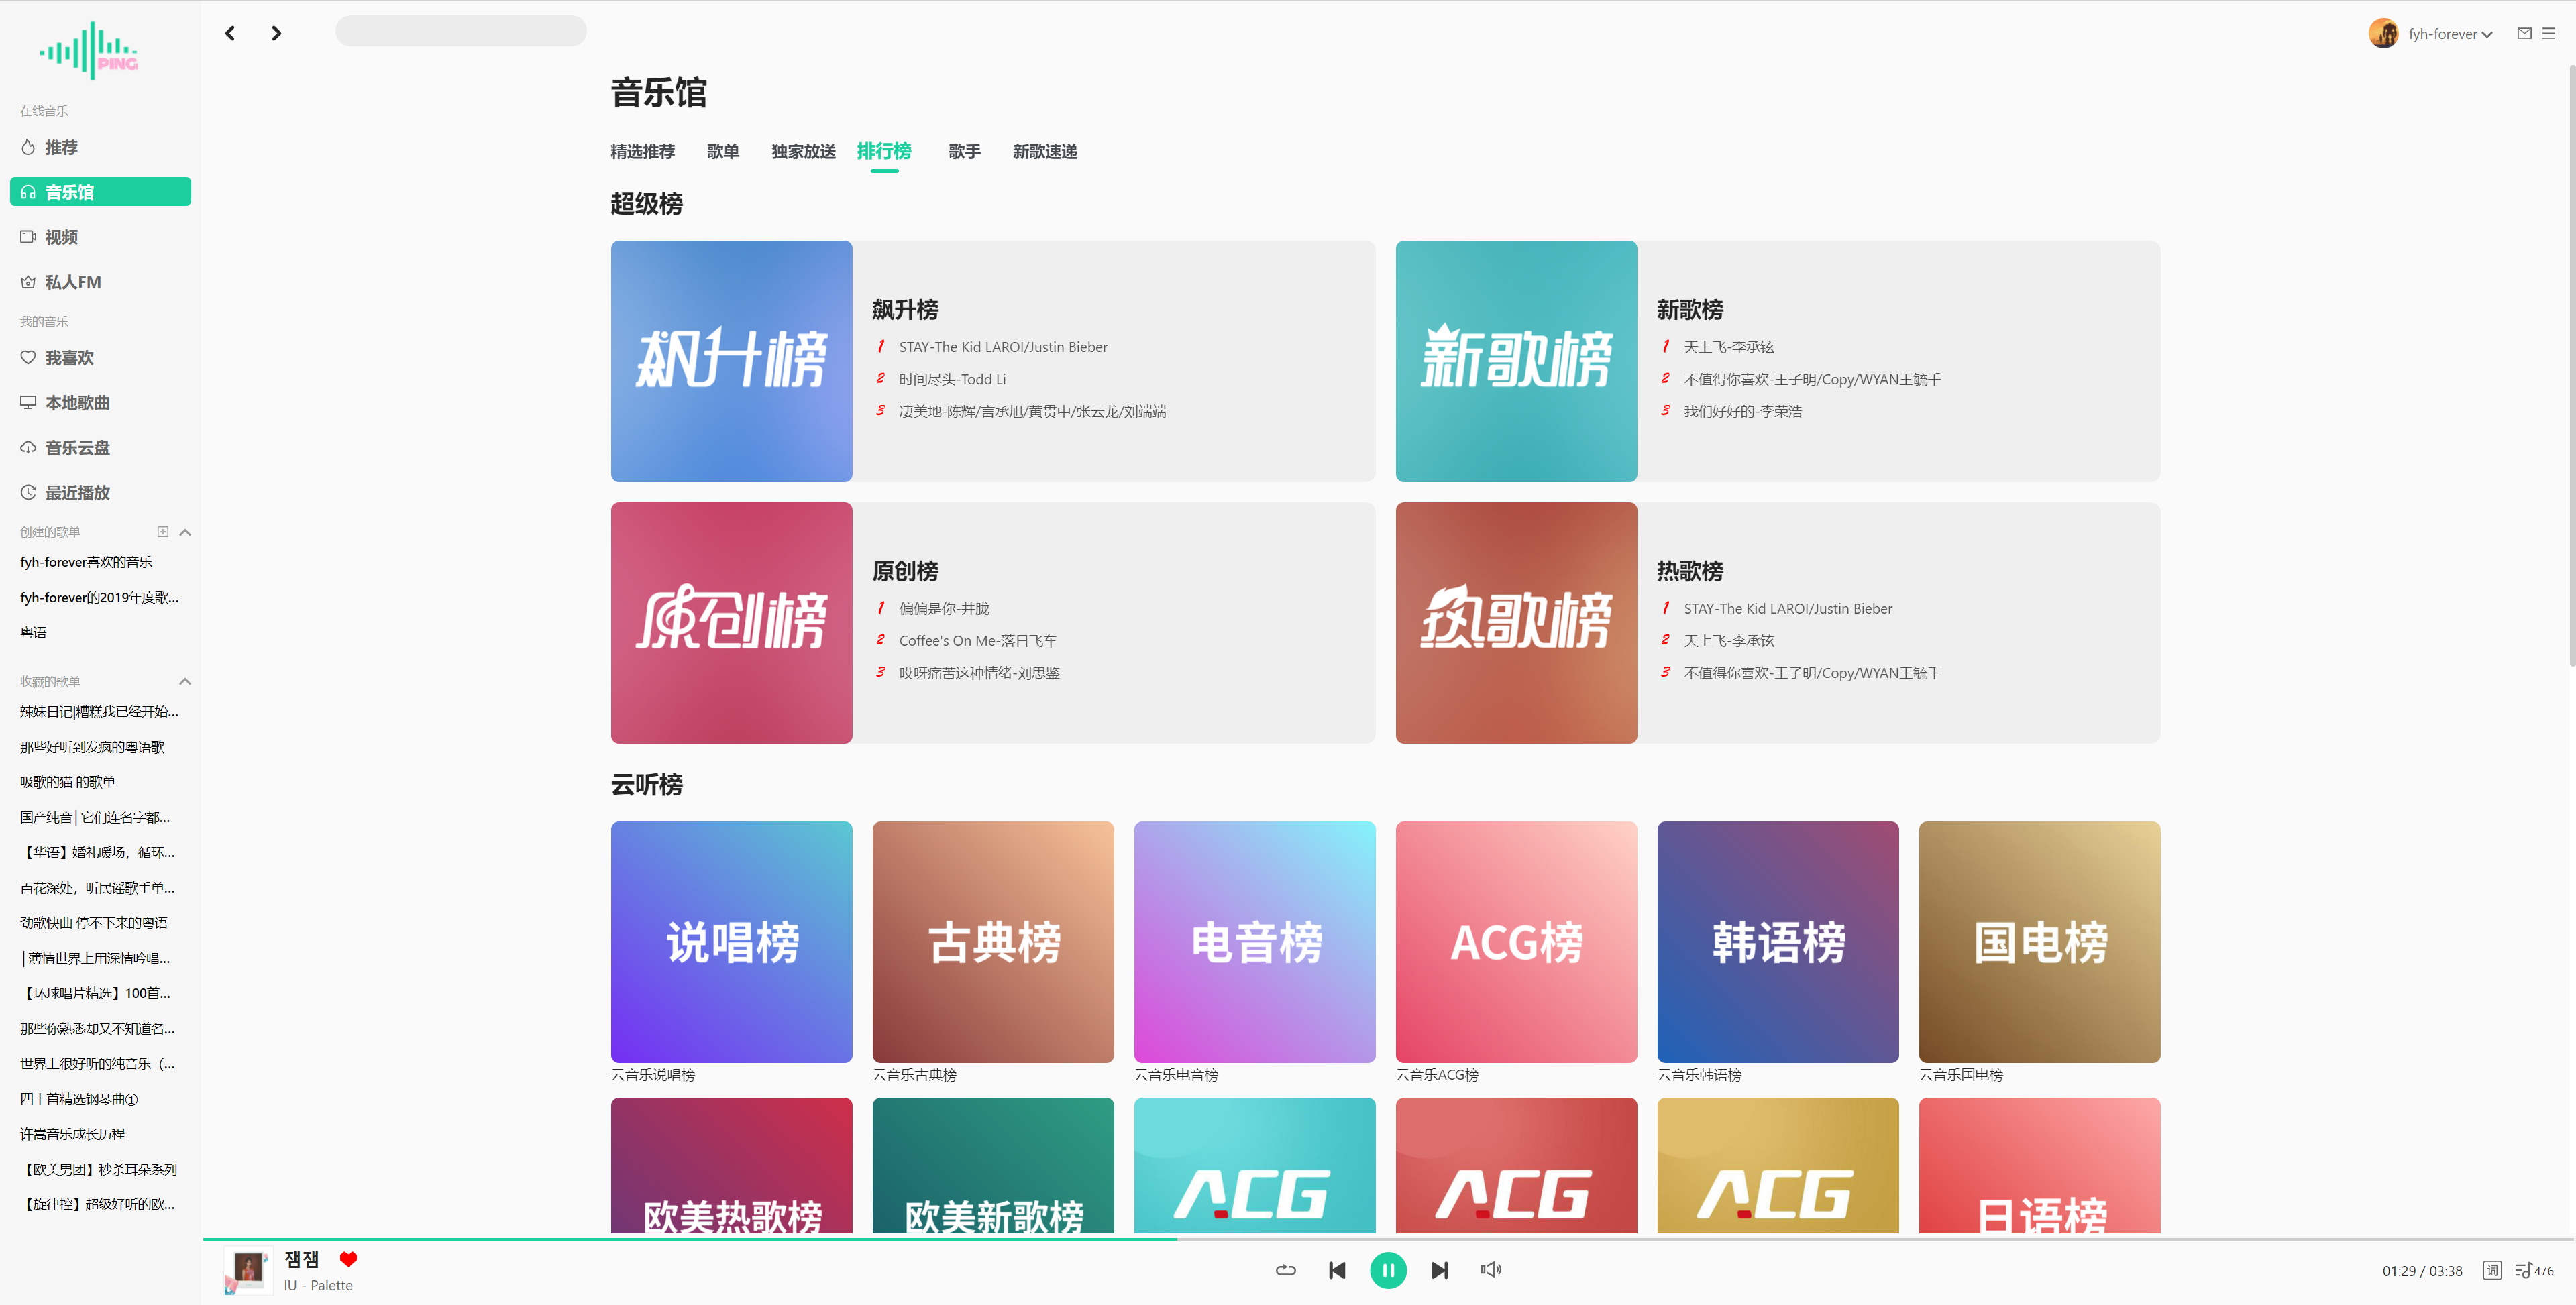 PING
fyh-forever
在线音乐
推荐
音乐馆
视频
私人FM
我的音乐
我喜欢
本地歌曲
音乐云盘
最近播放
创建的歌单
fyh-forever喜欢的音乐
fyh-forever的2019年度歌...
粤语
收藏的歌单
辣妹日记|糟糕我已经开始...
那些好听到发疯的粤语歌
吸歌的猫 的歌单
国产纯音│它们连名字都...
【华语】婚礼暖场，循环...
百花深处，听民谣歌手单...
劲歌快曲 停不下来的粤语
│薄情世界上用深情吟唱...
【环球唱片精选】100首...
那些你熟悉却又不知道名...
世界上很好听的纯音乐（...
四十首精选钢琴曲①
许嵩音乐成长历程
【欧美男团】秒杀耳朵系列
【旋律控】超级好听的欧...
音乐馆
精选推荐 歌单 独家放送 排行榜 歌手 新歌速递
超级榜
飙升榜
飙升榜
1 STAY-The Kid LAROI/Justin Bieber
2 时间尽头-Todd Li
3 凄美地-陈辉/言承旭/黄贯中/张云龙/刘端端
新歌榜
新歌榜
1 天上飞-李承铉
2 不值得你喜欢-王子明/Copy/WYAN王毓千
3 我们好好的-李荣浩
原创榜
原创榜
1 偏偏是你-井胧
2 Coffee's On Me-落日飞车
3 哎呀痛苦这种情绪-刘思鉴
热歌榜
热歌榜
1 STAY-The Kid LAROI/Justin Bieber
2 天上飞-李承铉
3 不值得你喜欢-王子明/Copy/WYAN王毓千
云听榜
说唱榜 古典榜 电音榜 ACG榜 韩语榜 国电榜
云音乐说唱榜 云音乐古典榜 云音乐电音榜 云音乐ACG榜 云音乐韩语榜 云音乐国电榜
欧美热歌榜 欧美新歌榜 ACG ACG ACG 日语榜
잼잼
IU - Palette
01:29 / 03:38 词 476